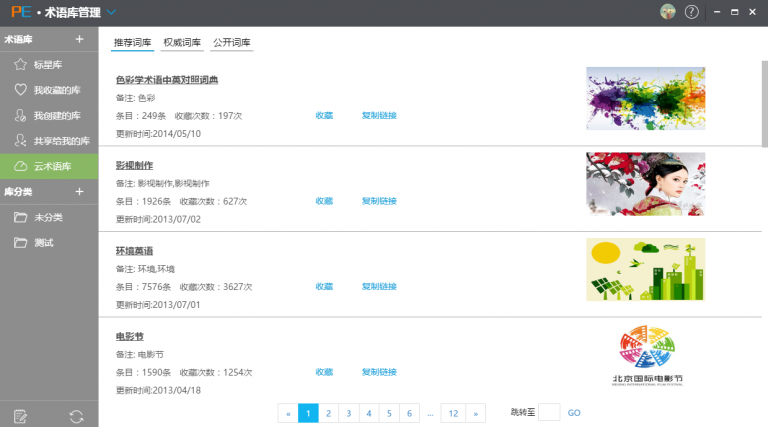 PE · 术语库管理
术语库 +
标星库
我收藏的库
我创建的库
共享给我的库
云术语库
库分类 +
未分类
测试
推荐词库 权威词库 公开词库
色彩学术语中英对照词典
备注: 色彩
条目：249条 收藏次数：197次 收藏 复制链接
更新时间:2014/05/10
影视制作
备注: 影视制作,影视制作
条目：1926条 收藏次数：627次 收藏 复制链接
更新时间:2013/07/02
环境英语
备注: 环境,环境
条目：7576条 收藏次数：3627次 收藏 复制链接
更新时间:2013/07/01
电影节
备注: 电影节
条目：1590条 收藏次数：1254次 收藏 复制链接
更新时间:2013/04/18
北京国际电影节
BEIJING INTERNATIONAL FILM FESTIVAL
« 1 2 3 4 5 6 ... 12 » 跳转至 GO